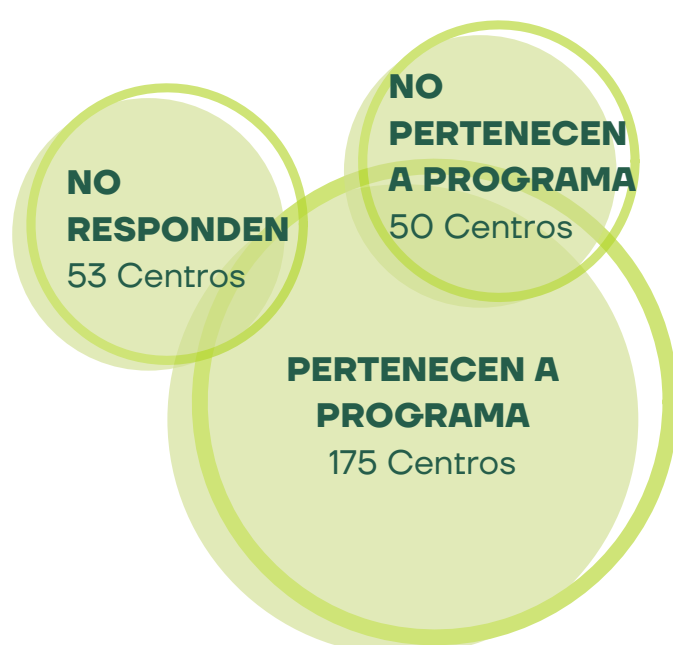 NO
PERTENECEN
A PROGRAMA
50 Centros
NO
RESPONDEN
53 Centros
PERTENECEN A
PROGRAMA
175 Centros